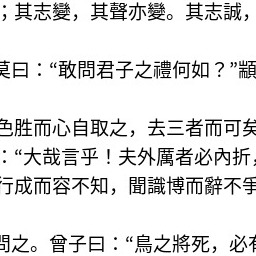 ；其志變，其聲亦變。其志誠，
莫曰：“敢問君子之禮何如？”顓
色胜而心自取之，去三者而可矣
：“大哉言乎！夫外厲者必內折，
行成而容不知，聞識博而辭不爭
問之。曾子曰：“鳥之將死，必有